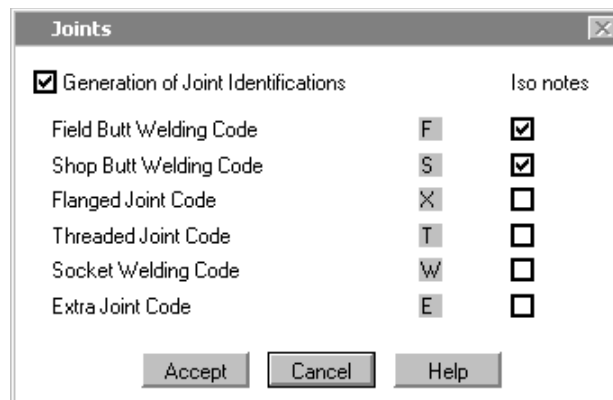 Joints
Generation of Joint Identifications Iso notes
Field Butt Welding Code F
Shop Butt Welding Code S
Flanged Joint Code X
Threaded Joint Code T
Socket Welding Code W
Extra Joint Code E
Accept Cancel Help